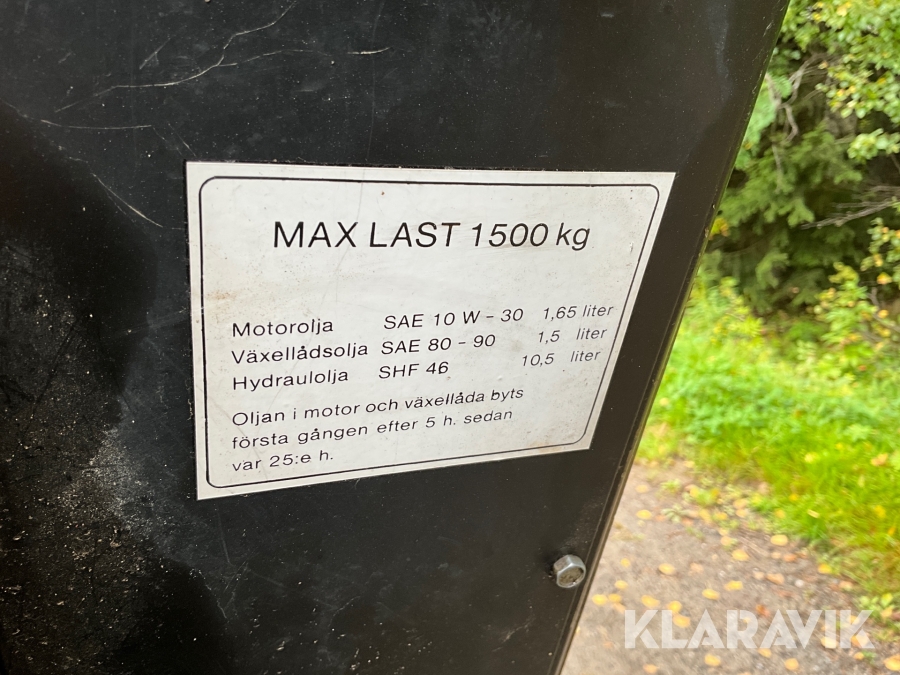 MAX LAST 1500 kg
Motorolja SAE 10 W - 30 1,65 liter
Växellådsolja SAE 80 - 90 1,5 liter
Hydraulolja SHF 46 10,5 liter
Oljan i motor och växellåda byts
första gången efter 5 h. sedan
var 25:e h.
KLARAVIK